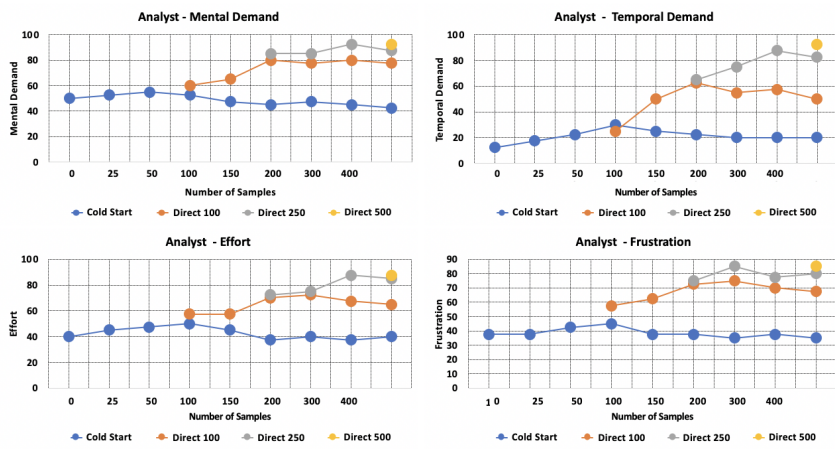 Analyst - Mental Demand
100
80
60
40
20
0
Mental Demand
0 25 50 100 150 200 300 400
Number of Samples
Cold Start Direct 100 Direct 250 Direct 500
Analyst - Temporal Demand
100
80
60
40
20
0
Temporal Demand
0 25 50 100 150 200 300 400
Number of Samples
Cold Start Direct 100 Direct 250 Direct 500
Analyst - Effort
100
80
60
40
20
0
Effort
0 25 50 100 150 200 300 400
Number of Samples
Cold Start Direct 100 Direct 250 Direct 500
Analyst - Frustration
90
80
70
60
50
40
30
20
10
0
Frustration
1 0 25 50 100 150 200 300 400
Number of Samples
Cold Start Direct 100 Direct 250 Direct 500